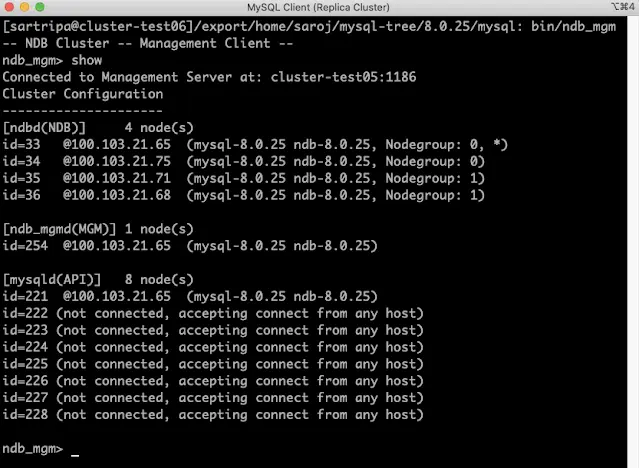 MySQL Client (Replica Cluster)
⌥⌘4
[sartripa@cluster-test06]/export/home/saroj/mysql-tree/8.0.25/mysql: bin/ndb_mgm
-- NDB Cluster -- Management Client --
ndb_mgm> show
Connected to Management Server at: cluster-test05:1186
Cluster Configuration
---------------------
[ndbd(NDB)]     4 node(s)
id=33   @100.103.21.65  (mysql-8.0.25 ndb-8.0.25, Nodegroup: 0, *)
id=34   @100.103.21.75  (mysql-8.0.25 ndb-8.0.25, Nodegroup: 0)
id=35   @100.103.21.71  (mysql-8.0.25 ndb-8.0.25, Nodegroup: 1)
id=36   @100.103.21.68  (mysql-8.0.25 ndb-8.0.25, Nodegroup: 1)

[ndb_mgmd(MGM)] 1 node(s)
id=254  @100.103.21.65  (mysql-8.0.25 ndb-8.0.25)

[mysqld(API)]   8 node(s)
id=221  @100.103.21.65  (mysql-8.0.25 ndb-8.0.25)
id=222 (not connected, accepting connect from any host)
id=223 (not connected, accepting connect from any host)
id=224 (not connected, accepting connect from any host)
id=225 (not connected, accepting connect from any host)
id=226 (not connected, accepting connect from any host)
id=227 (not connected, accepting connect from any host)
id=228 (not connected, accepting connect from any host)

ndb_mgm> _